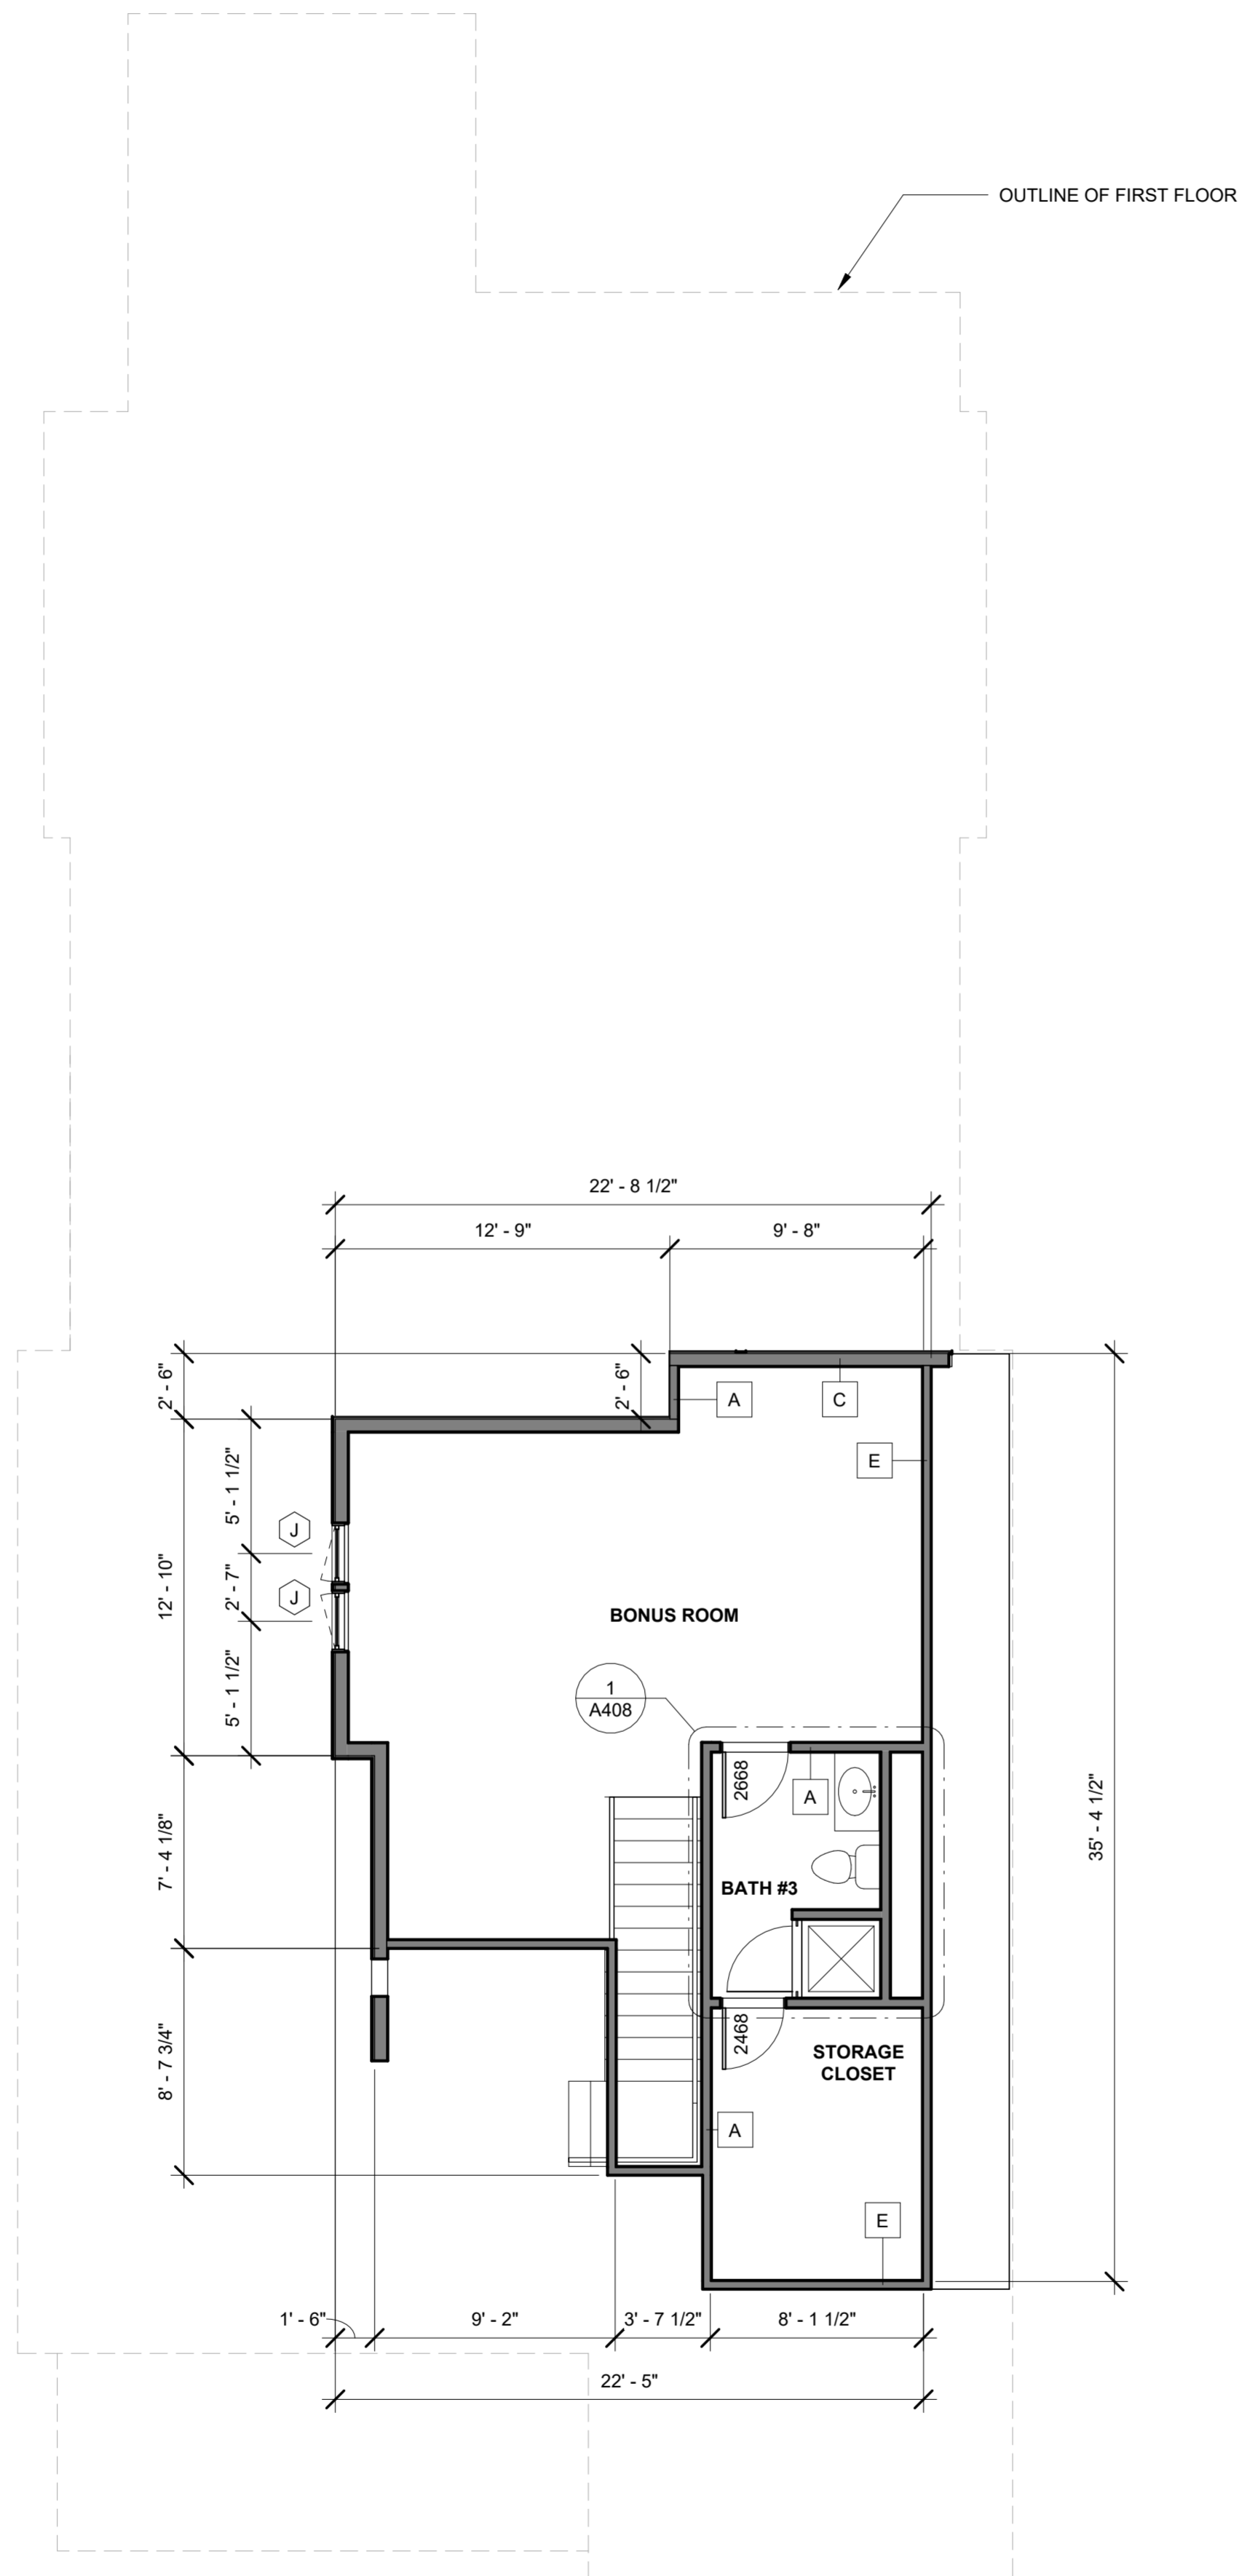 OUTLINE OF FIRST FLOOR
22' - 8 1/2"
12' - 9"
9' - 8"
2' - 6"
2' - 6"
A
C
E
5' - 1 1/2"
J
12' - 10"
2' - 7"
J
BONUS ROOM
5' - 1 1/2"
1
A408
2668
A
35' - 4 1/2"
7' - 4 1/8"
BATH #3
2468
STORAGE
CLOSET
8' - 7 3/4"
A
E
1' - 6"
9' - 2"
3' - 7 1/2"
8' - 1 1/2"
22' - 5"